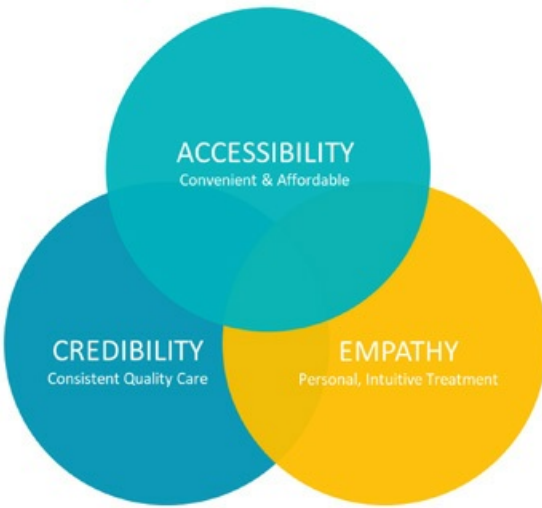 ACCESSIBILITY
Convenient & Affordable
CREDIBILITY
Consistent Quality Care
EMPATHY
Personal, Intuitive Treatment